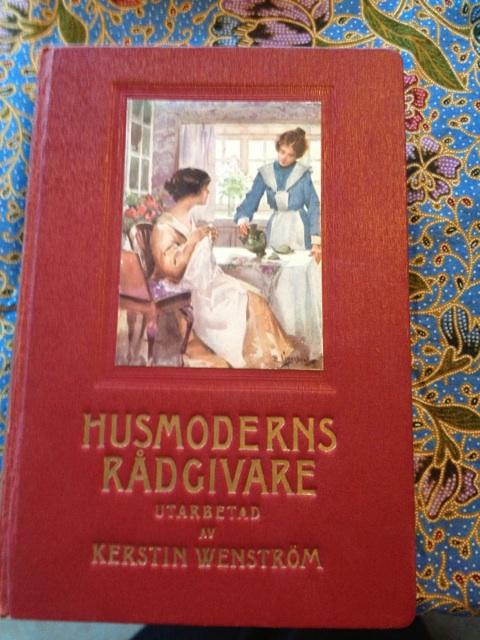 HUSMODERNS
RÅDGIVARE
UTARBETAD
AV
KERSTIN WENSTRÖM